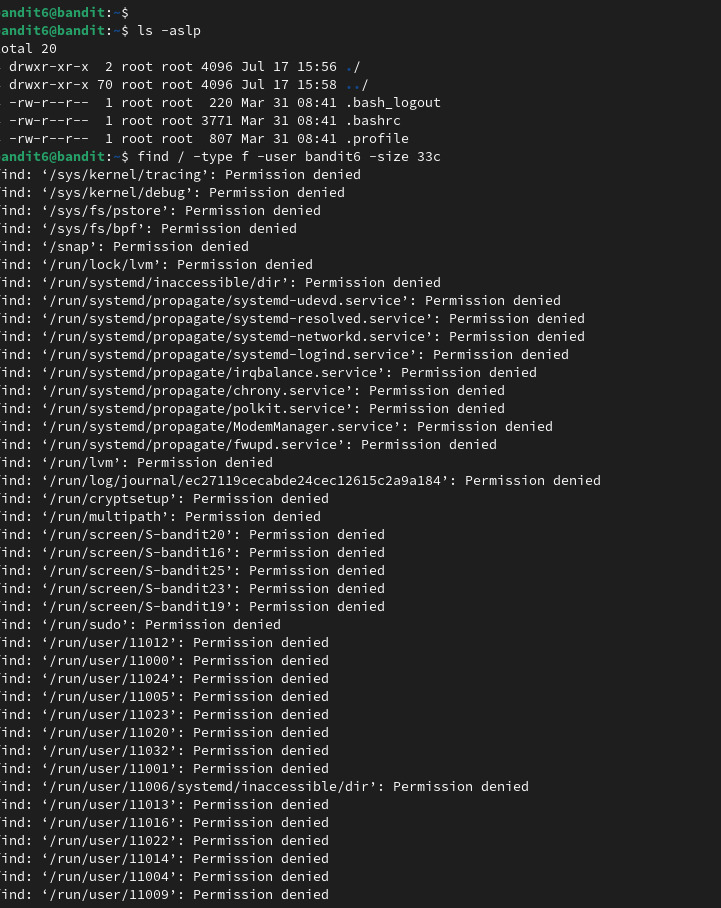 andit6@bandit:~$
andit6@bandit:~$ ls -aslp
otal 20
drwxr-xr-x  2 root root 4096 Jul 17 15:56 ./
drwxr-xr-x 70 root root 4096 Jul 17 15:58 ../
-rw-r--r--  1 root root  220 Mar 31 08:41 .bash_logout
-rw-r--r--  1 root root 3771 Mar 31 08:41 .bashrc
-rw-r--r--  1 root root  807 Mar 31 08:41 .profile
andit6@bandit:~$ find / -type f -user bandit6 -size 33c
ind: ‘/sys/kernel/tracing’: Permission denied
ind: ‘/sys/kernel/debug’: Permission denied
ind: ‘/sys/fs/pstore’: Permission denied
ind: ‘/sys/fs/bpf’: Permission denied
ind: ‘/snap’: Permission denied
ind: ‘/run/lock/lvm’: Permission denied
ind: ‘/run/systemd/inaccessible/dir’: Permission denied
ind: ‘/run/systemd/propagate/systemd-udevd.service’: Permission denied
ind: ‘/run/systemd/propagate/systemd-resolved.service’: Permission denied
ind: ‘/run/systemd/propagate/systemd-networkd.service’: Permission denied
ind: ‘/run/systemd/propagate/systemd-logind.service’: Permission denied
ind: ‘/run/systemd/propagate/irqbalance.service’: Permission denied
ind: ‘/run/systemd/propagate/chrony.service’: Permission denied
ind: ‘/run/systemd/propagate/polkit.service’: Permission denied
ind: ‘/run/systemd/propagate/ModemManager.service’: Permission denied
ind: ‘/run/systemd/propagate/fwupd.service’: Permission denied
ind: ‘/run/lvm’: Permission denied
ind: ‘/run/log/journal/ec27119cecabde24cec12615c2a9a184’: Permission denied
ind: ‘/run/cryptsetup’: Permission denied
ind: ‘/run/multipath’: Permission denied
ind: ‘/run/screen/S-bandit20’: Permission denied
ind: ‘/run/screen/S-bandit16’: Permission denied
ind: ‘/run/screen/S-bandit25’: Permission denied
ind: ‘/run/screen/S-bandit23’: Permission denied
ind: ‘/run/screen/S-bandit19’: Permission denied
ind: ‘/run/sudo’: Permission denied
ind: ‘/run/user/11012’: Permission denied
ind: ‘/run/user/11000’: Permission denied
ind: ‘/run/user/11024’: Permission denied
ind: ‘/run/user/11005’: Permission denied
ind: ‘/run/user/11023’: Permission denied
ind: ‘/run/user/11020’: Permission denied
ind: ‘/run/user/11032’: Permission denied
ind: ‘/run/user/11001’: Permission denied
ind: ‘/run/user/11006/systemd/inaccessible/dir’: Permission denied
ind: ‘/run/user/11013’: Permission denied
ind: ‘/run/user/11016’: Permission denied
ind: ‘/run/user/11022’: Permission denied
ind: ‘/run/user/11014’: Permission denied
ind: ‘/run/user/11004’: Permission denied
ind: ‘/run/user/11009’: Permission denied